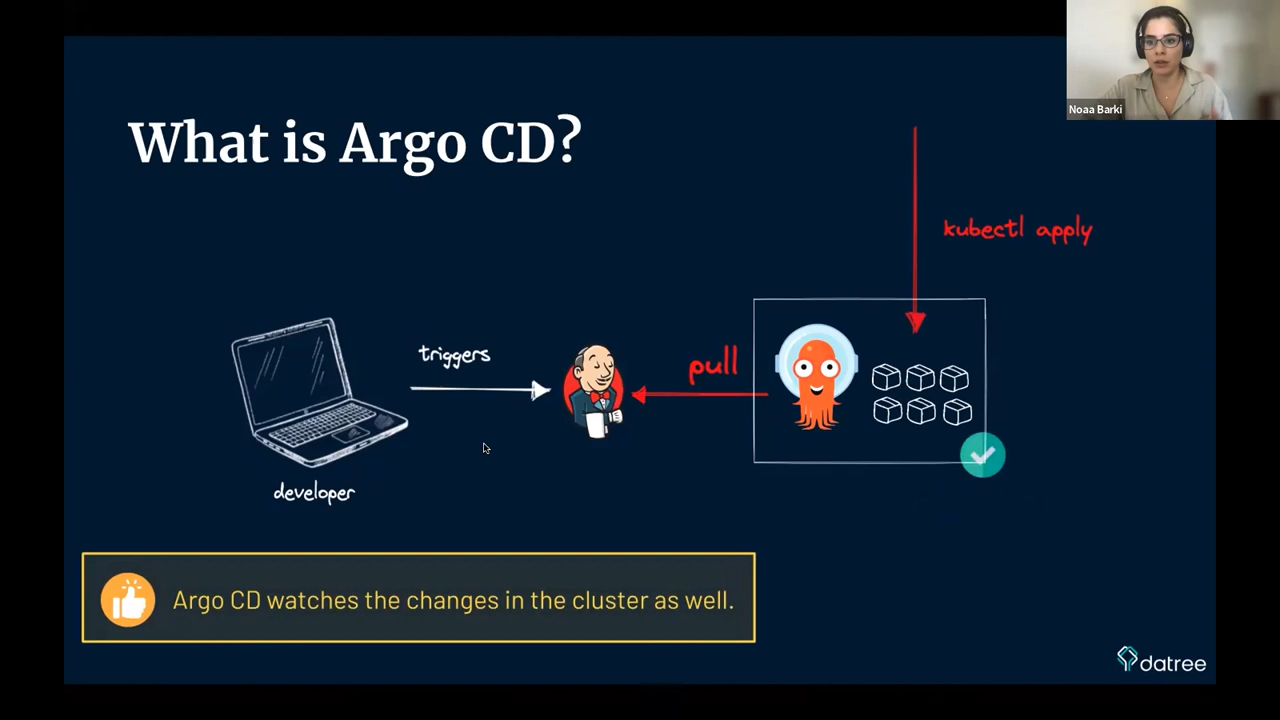 Noaa Barki
What is Argo CD?
kubectl apply
triggers
pull
developer
Argo CD watches the changes in the cluster as well.
datree